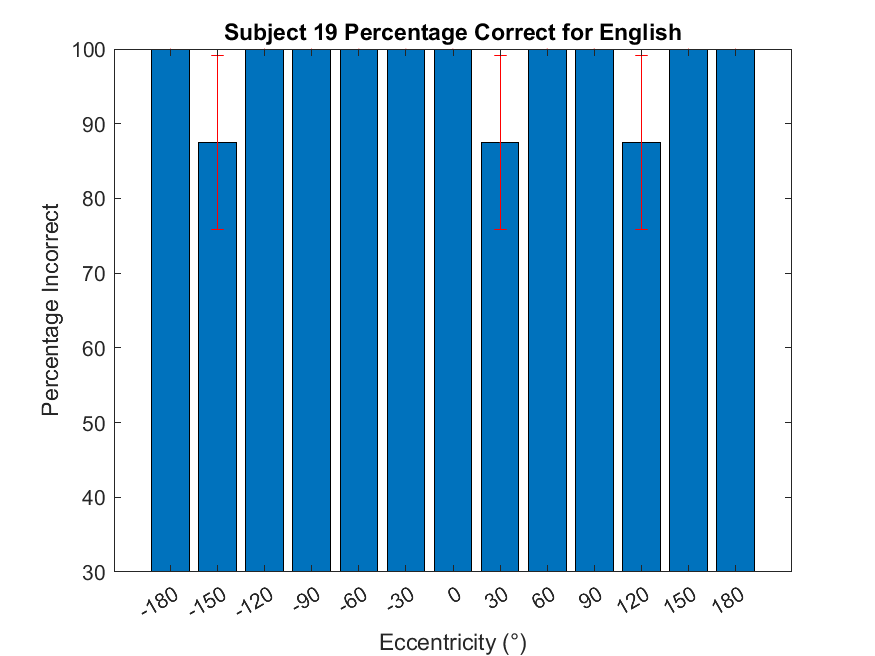 Subject 19 Percentage Correct for English
100
90
80
70
60
50
40
30
Percentage Incorrect
-180 -150 -120 -90 -60 -30 0 30 60 90 120 150 180
Eccentricity (°)